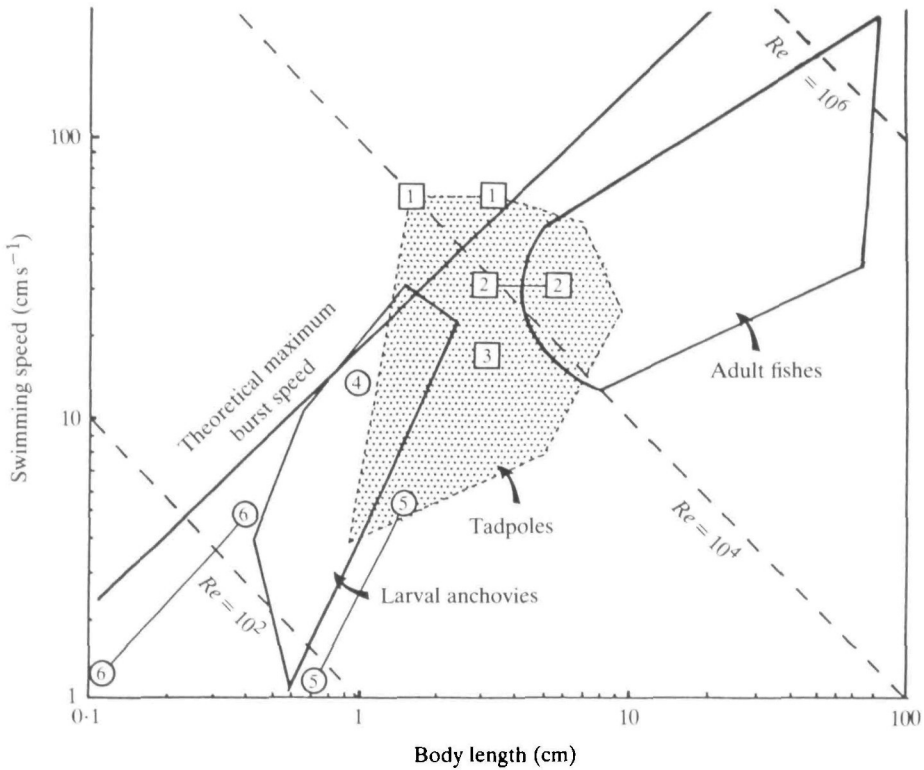 Re = 10⁶
100
1 1
Swimming speed (cm s⁻¹)
2 2
3
Theoretical maximum
burst speed
Adult fishes
4
10
5
6
Tadpoles
Re = 10⁴
Re = 10²
Larval anchovies
6
5
1
0·1 1 10 100
Body length (cm)